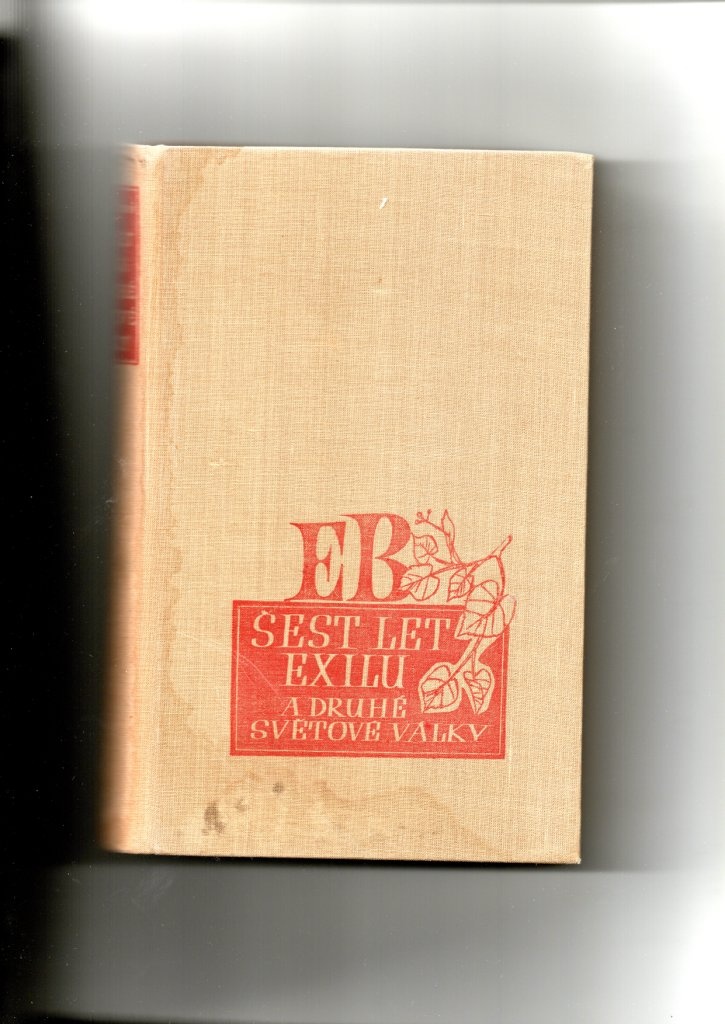 EB
ŠEST LET
EXILU
A DRUHÉ
SVĚTOVÉ VÁLKY